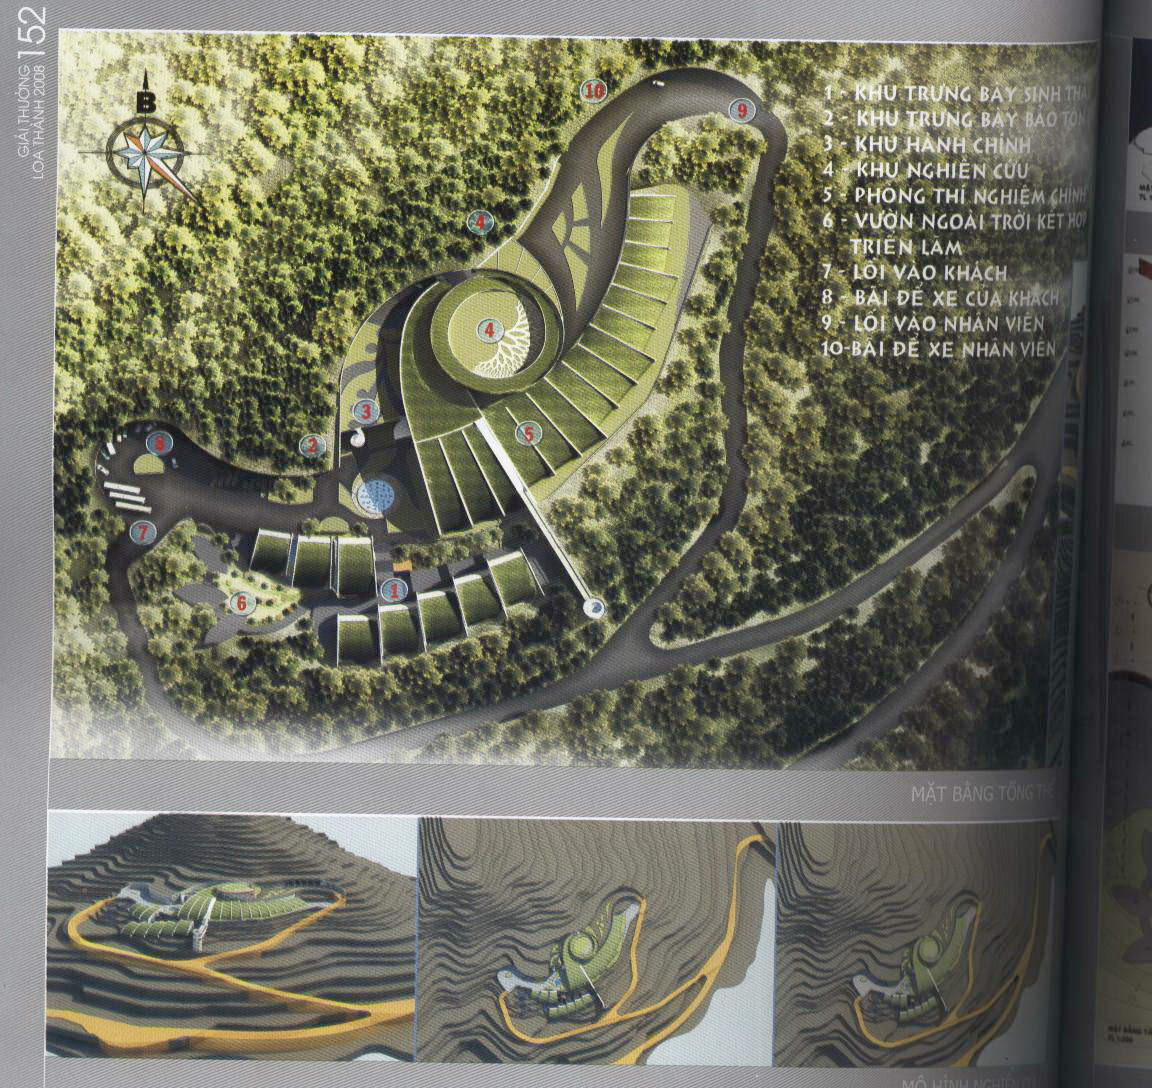 GIẢI THƯỞNG
LOA THÀNH 2008 152
B
1 - KHU TRƯNG BÀY SINH
2 - KHU TRƯNG BÀY BẢO TỒN
3 - KHU HÀNH CHÍNH
4 - KHU NGHIÊN CỨU
5 - PHÒNG THÍ NGHIỆM CHÍNH
6 - VƯỜN NGOÀI TRỜI KẾT HỢP
TRIỂN LÃM
7 - LỐI VÀO KHÁCH
8 - BÃI ĐỂ XE CỦA KHÁCH
9 - LỐI VÀO NHÂN VIÊN
10-BÃI ĐỂ XE NHÂN VIÊN
10
9
4
4
3
2
5
8
7
1
6
MẶT BẰNG TỔNG THỂ
MÔ HÌNH